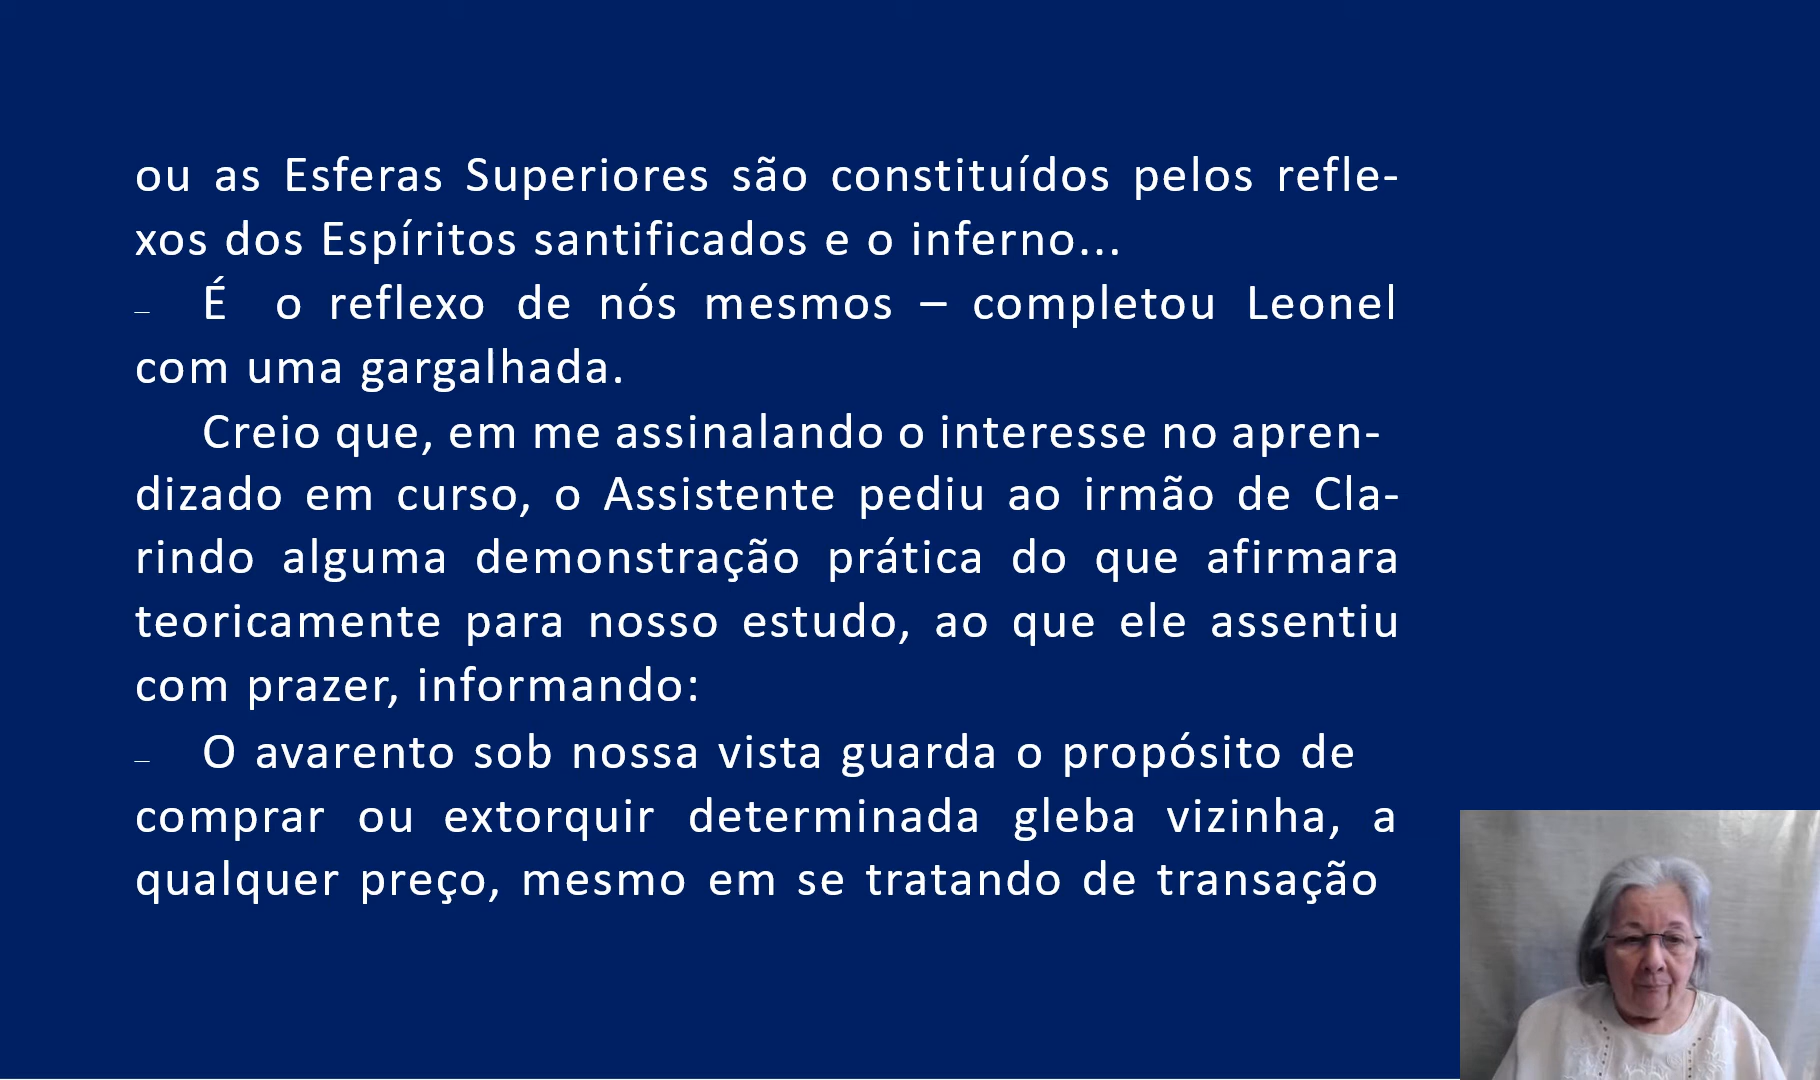 ou as Esferas Superiores são constituídos pelos refle-
xos dos Espíritos santificados e o inferno...
– É o reflexo de nós mesmos – completou Leonel
com uma gargalhada.
Creio que, em me assinalando o interesse no apren-
dizado em curso, o Assistente pediu ao irmão de Cla-
rindo alguma demonstração prática do que afirmara
teoricamente para nosso estudo, ao que ele assentiu
com prazer, informando:
– O avarento sob nossa vista guarda o propósito de
comprar ou extorquir determinada gleba vizinha, a
qualquer preço, mesmo em se tratando de transação